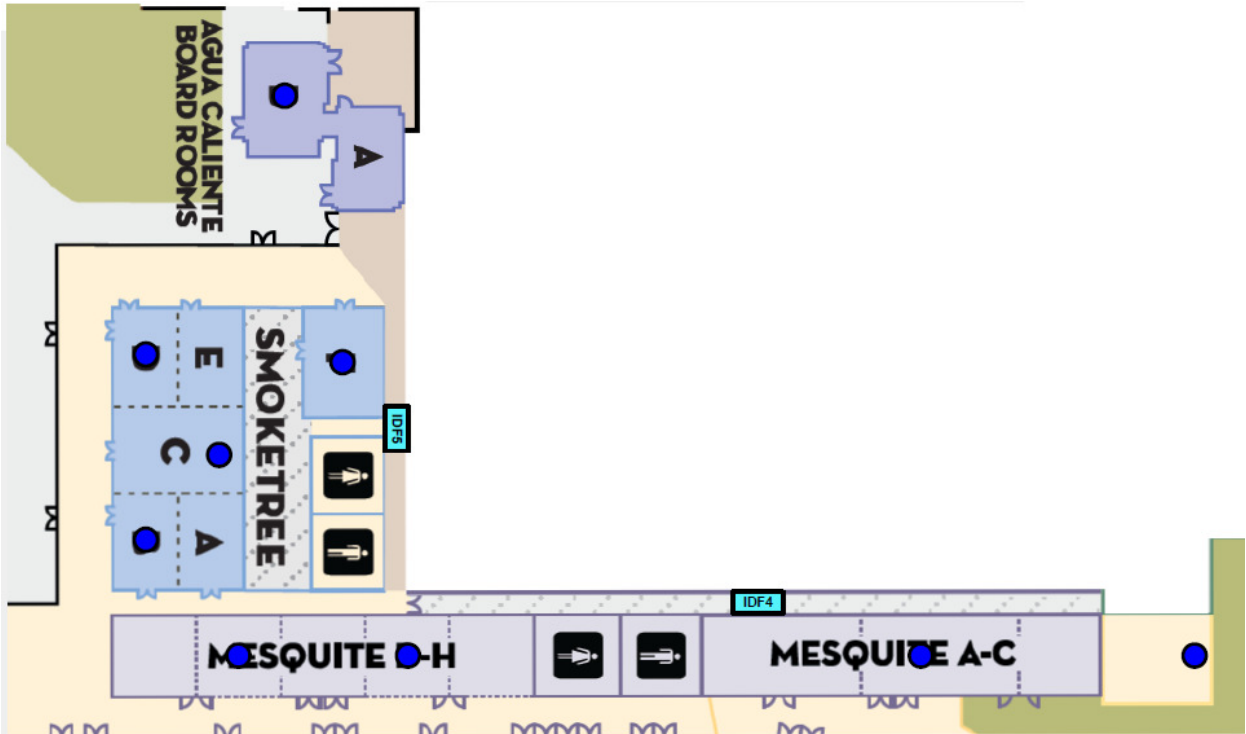 AGUA CALIENTE
BOARD ROOMS
A
E
SMOKETREE
C
A
IDF5
IDF4
MESQUITE -H
MESQUITE A-C